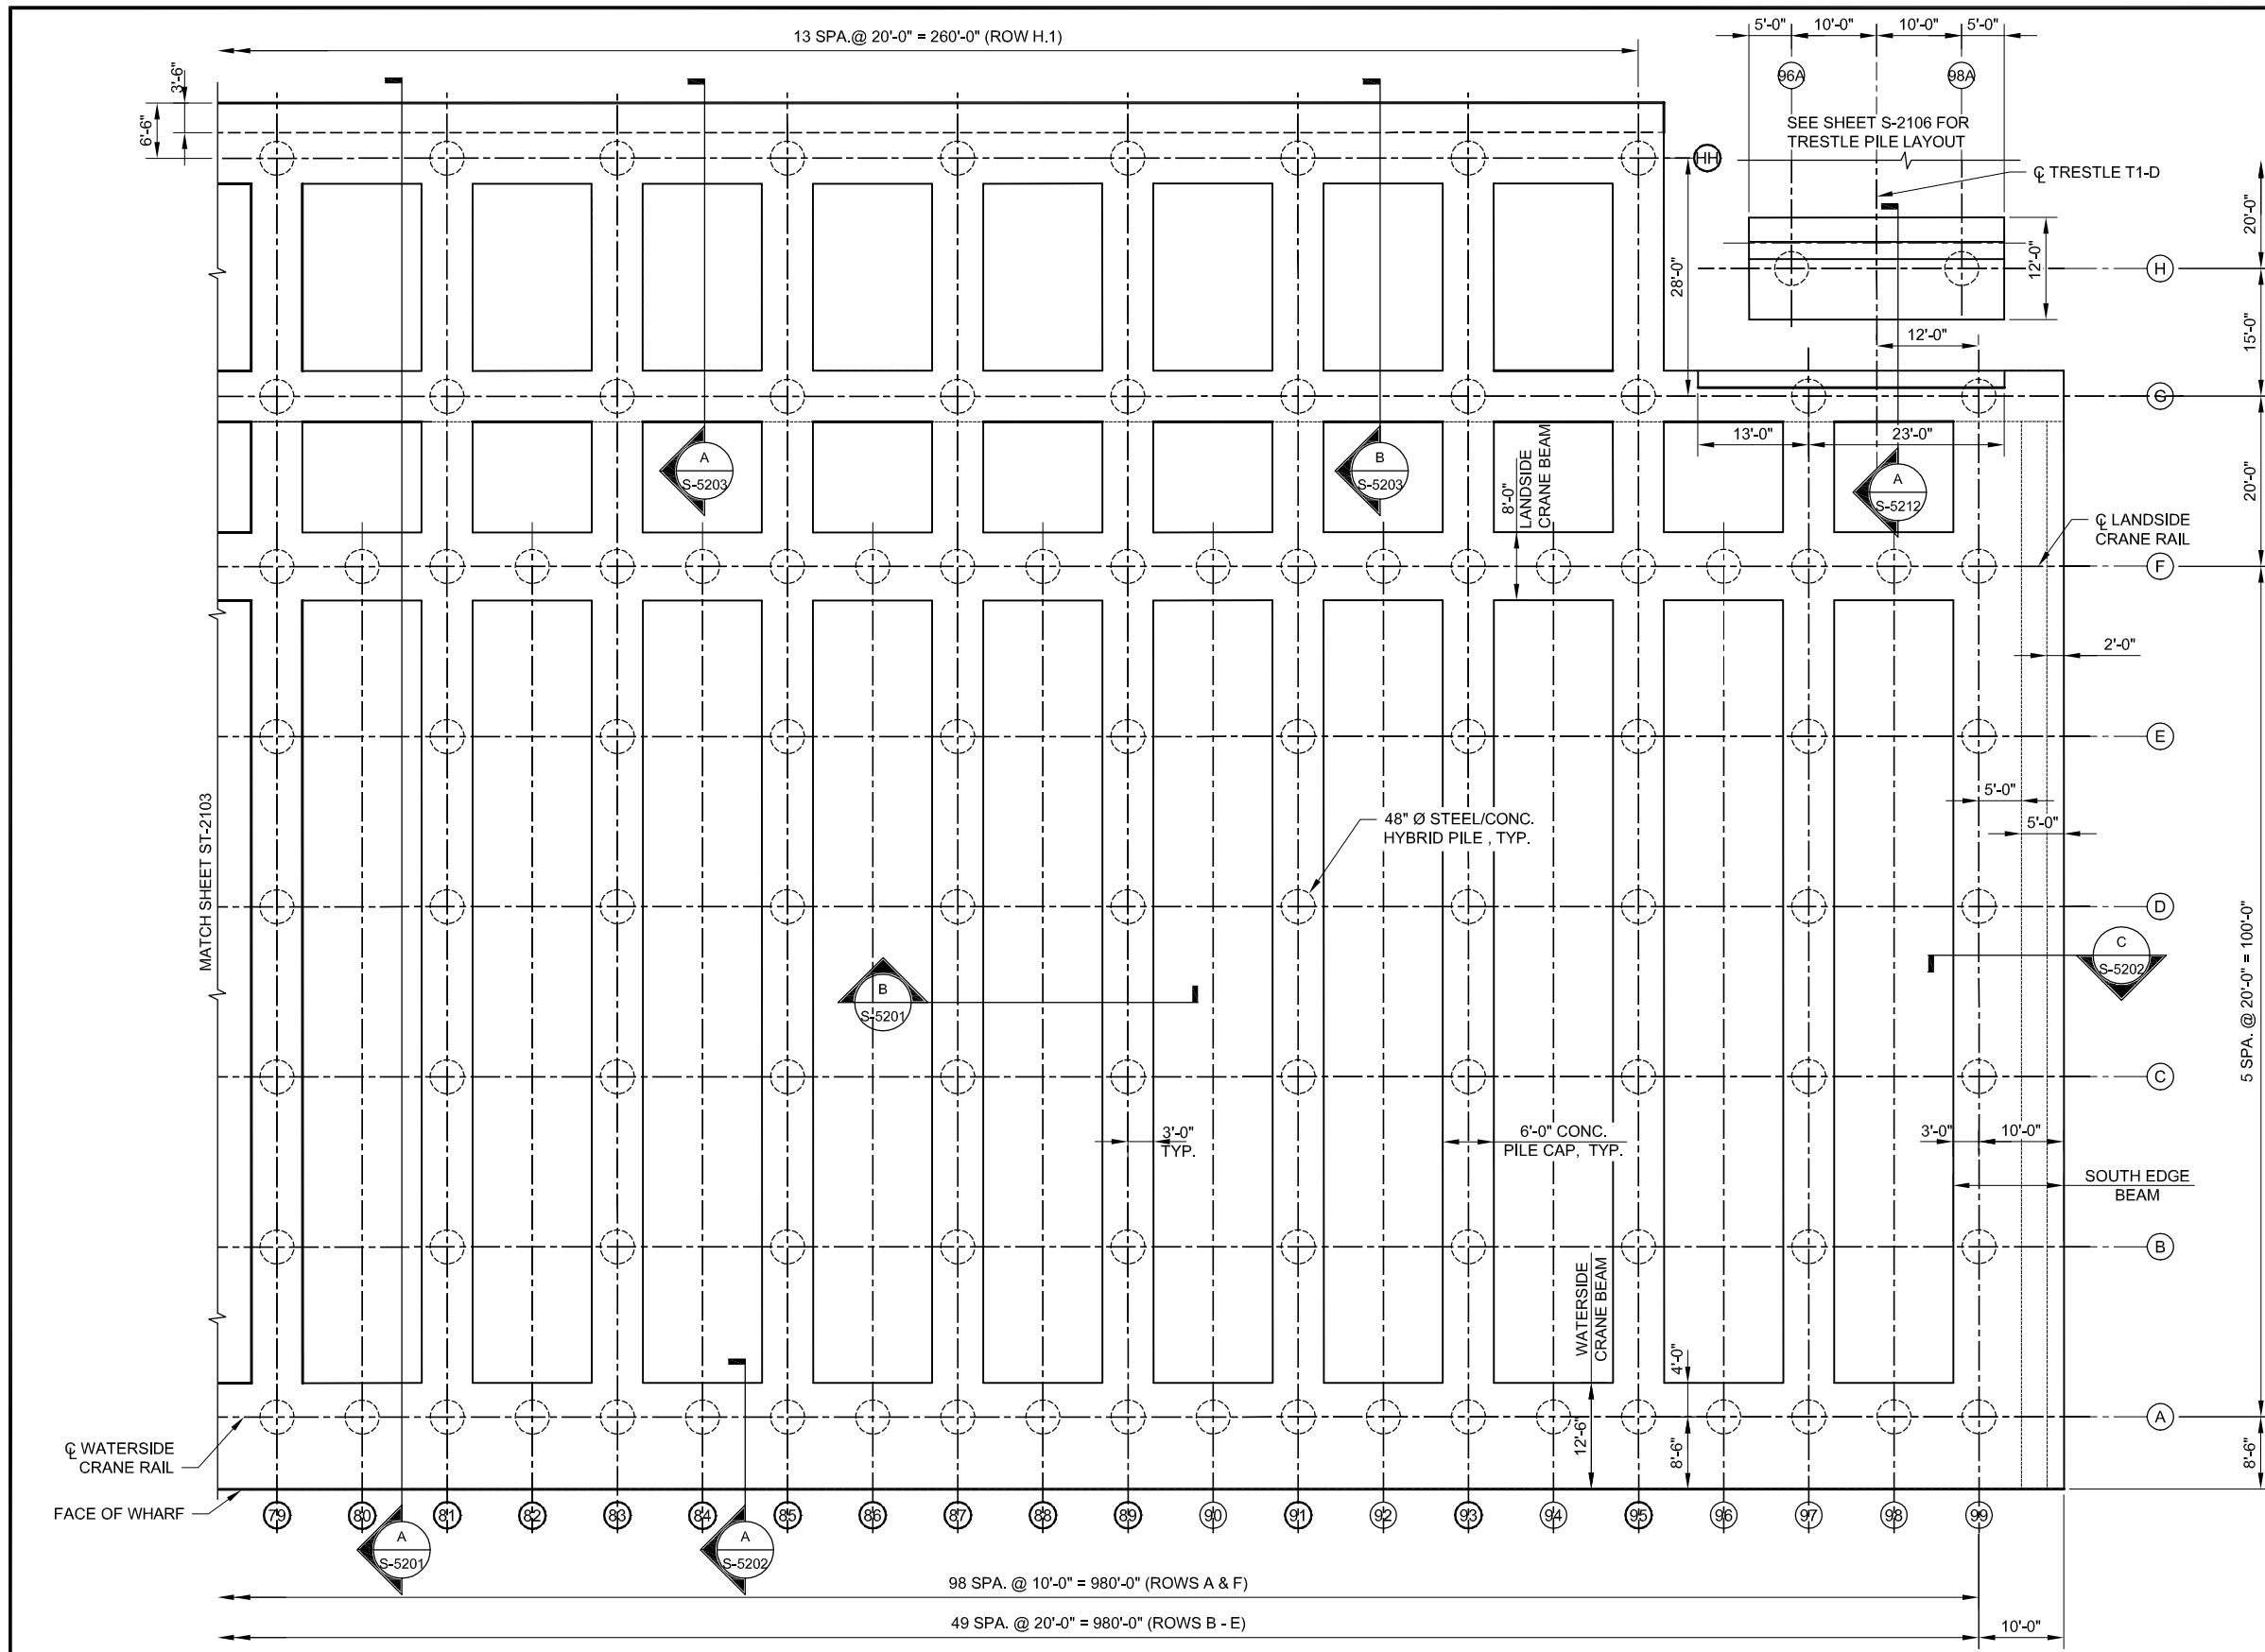 13 SPA.@ 20'-0" = 260'-0" (ROW H.1)
5'-0"
10'-0"
10'-0"
5'-0"
96A
98A
3'-6"
6'-6"
SEE SHEET S-2106 FOR
TRESTLE PILE LAYOUT
HH
℄ TRESTLE T1-D
20'-0"
28'-0"
12'-0"
H
15'-0"
12'-0"
G
13'-0"
23'-0"
A
S-5203
B
S-5203
A
S-5212
8'-0"
LANDSIDE
CRANE BEAM
20'-0"
℄ LANDSIDE
CRANE RAIL
F
2'-0"
E
5'-0"
5'-0"
48" Ø STEEL/CONC.
HYBRID PILE , TYP.
MATCH SHEET ST-2103
D
C
S-5202
B
S-5201
5 SPA. @ 20'-0" = 100'-0"
C
3'-0"
TYP.
6'-0" CONC.
PILE CAP, TYP.
3'-0"
10'-0"
SOUTH EDGE
BEAM
B
WATERSIDE
CRANE BEAM
4'-0"
12'-6"
8'-6"
A
8'-6"
℄ WATERSIDE
CRANE RAIL
FACE OF WHARF
79
80
81
82
83
84
85
86
87
88
89
90
91
92
93
94
95
96
97
98
99
A
S-5201
A
S-5202
98 SPA. @ 10'-0" = 980'-0" (ROWS A & F)
49 SPA. @ 20'-0" = 980'-0" (ROWS B - E)
10'-0"